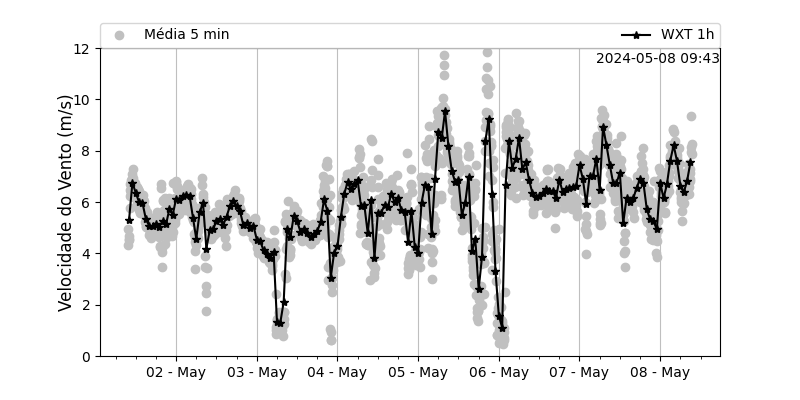 Média 5 min
WXT 1h
2024-05-08 09:43
Velocidade do Vento (m/s)
12
10
8
6
4
2
0
02 - May
03 - May
04 - May
05 - May
06 - May
07 - May
08 - May